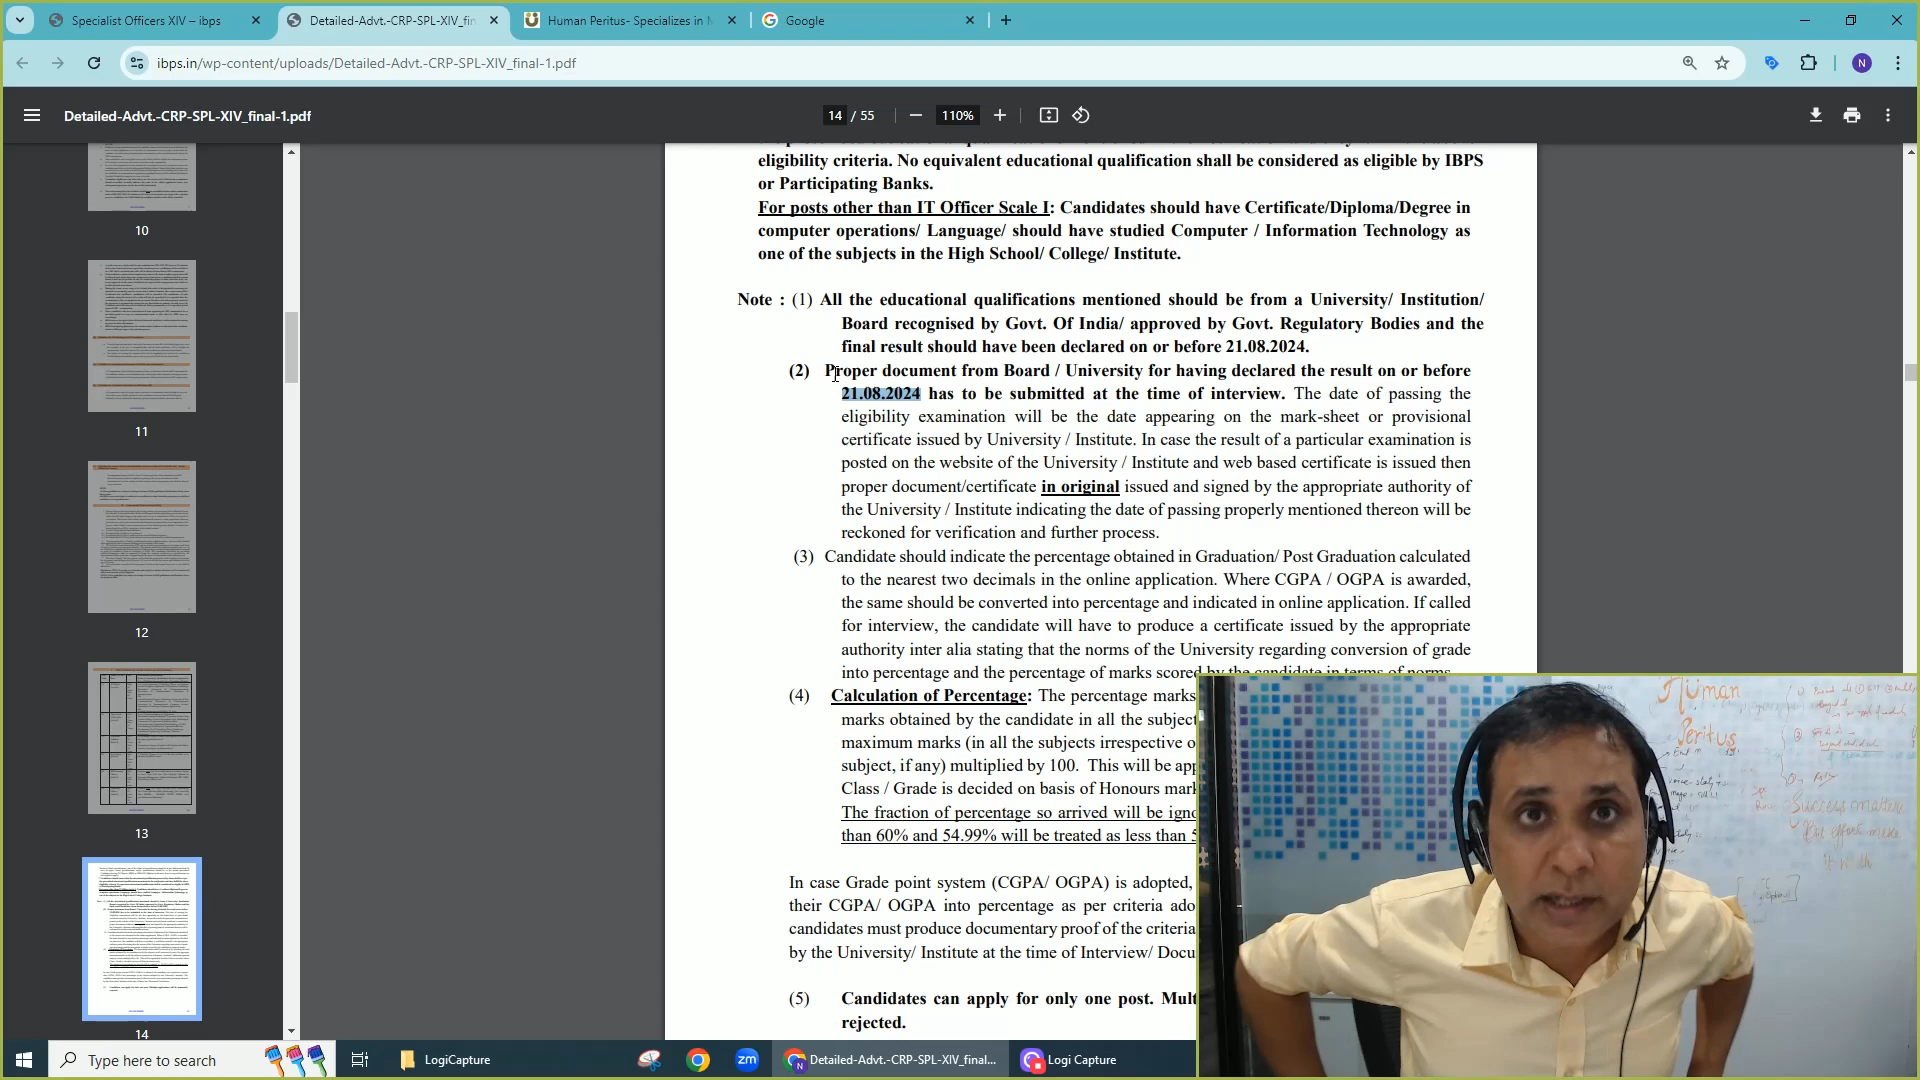 Specialist Officers XIV – ibps
Detailed-Advt.-CRP-SPL-XIV_fin
Human Peritus- Specializes in
Google
ibps.in/wp-content/uploads/Detailed-Advt.-CRP-SPL-XIV_final-1.pdf
N
Detailed-Advt.-CRP-SPL-XIV_final-1.pdf
14 / 55
110%
10
11
12
13
14
eligibility criteria. No equivalent educational qualification shall be considered as eligible by IBPS
or Participating Banks.
For posts other than IT Officer Scale I: Candidates should have Certificate/Diploma/Degree in
computer operations/ Language/ should have studied Computer / Information Technology as
one of the subjects in the High School/ College/ Institute.
Note : (1) All the educational qualifications mentioned should be from a University/ Institution/
Board recognised by Govt. Of India/ approved by Govt. Regulatory Bodies and the
final result should have been declared on or before 21.08.2024.
(2) Proper document from Board / University for having declared the result on or before
21.08.2024 has to be submitted at the time of interview. The date of passing the
eligibility examination will be the date appearing on the mark-sheet or provisional
certificate issued by University / Institute. In case the result of a particular examination is
posted on the website of the University / Institute and web based certificate is issued then
proper document/certificate in original issued and signed by the appropriate authority of
the University / Institute indicating the date of passing properly mentioned thereon will be
reckoned for verification and further process.
(3) Candidate should indicate the percentage obtained in Graduation/ Post Graduation calculated
to the nearest two decimals in the online application. Where CGPA / OGPA is awarded,
the same should be converted into percentage and indicated in online application. If called
for interview, the candidate will have to produce a certificate issued by the appropriate
authority inter alia stating that the norms of the University regarding conversion of grade
into percentage and the percentage of marks scored by the candidate in terms of norms.
(4) Calculation of Percentage: The percentage marks
marks obtained by the candidate in all the subject
maximum marks (in all the subjects irrespective o
subject, if any) multiplied by 100. This will be app
Class / Grade is decided on basis of Honours mark
The fraction of percentage so arrived will be igno
than 60% and 54.99% will be treated as less than 5
In case Grade point system (CGPA/ OGPA) is adopted,
their CGPA/ OGPA into percentage as per criteria ado
candidates must produce documentary proof of the criteria
by the University/ Institute at the time of Interview/ Docu
(5) Candidates can apply for only one post. Mult
rejected.
Human
Peritus
Success matter
But effort make
it worth
Type here to search
LogiCapture
zm
Detailed-Advt.-CRP-SPL-XIV_final...
Logi Capture